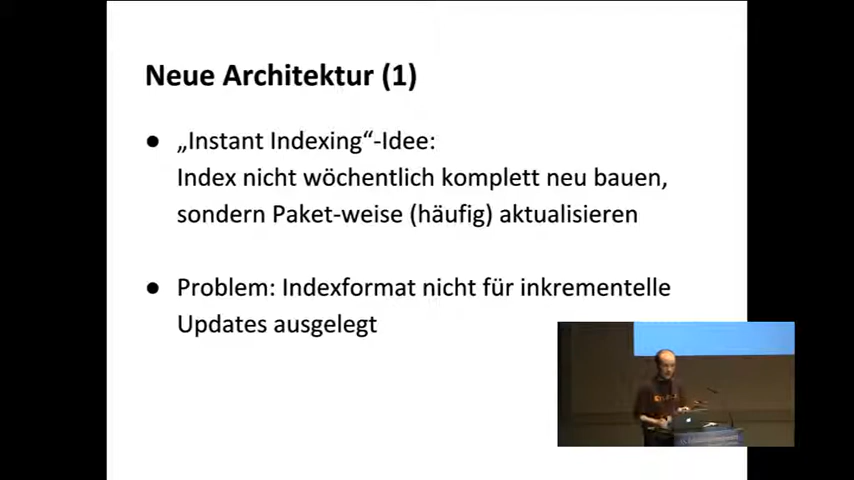 Neue Architektur (1)
● „Instant Indexing“-Idee:
Index nicht wöchentlich komplett neu bauen,
sondern Paket-weise (häufig) aktualisieren
● Problem: Indexformat nicht für inkrementelle
Updates ausgelegt